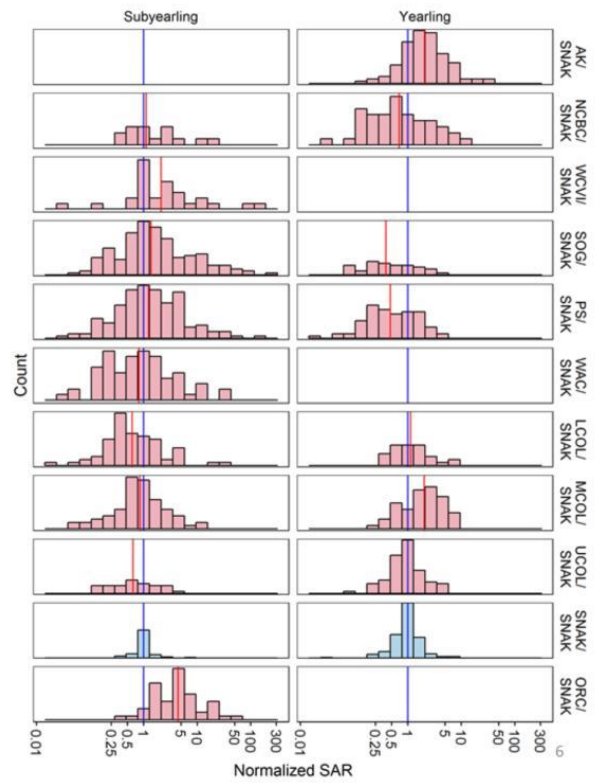 Subyearling
Yearling
AK/
SNAK
NCBC/
SNAK
WCVI/
SNAK
SOG/
SNAK
PS/
SNAK
WAC/
SNAK
LCOL/
SNAK
MCOL/
SNAK
UCOL/
SNAK
SNAK/
SNAK
ORC/
SNAK
Count
0.01 0.25 0.5 1 5 10 50 100 300
0.01 0.25 0.5 1 5 10 50 100 300
Normalized SAR
6